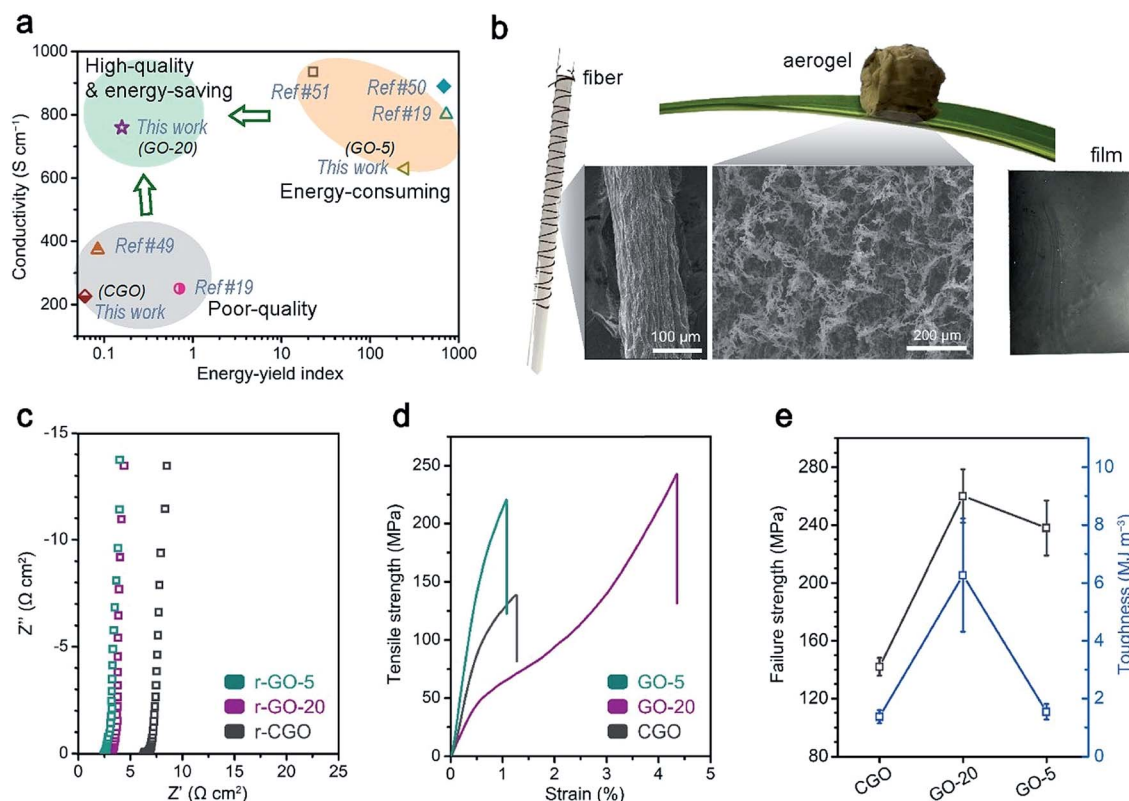 a
1000
800
600
400
200
Conductivity (S cm⁻¹)
High-quality
& energy-saving
This work
(GO-20)
Ref#51
Ref#50
Ref#19
(GO-5)
This work
Energy-consuming
Ref#49
(CGO)
This work
Ref#19
Poor-quality
0.1 1 10 100 1000
Energy-yield index
b
fiber
aerogel
film
100 µm
200 µm
c
-15
-10
-5
0
Z'' (Ω cm²)
r-GO-5
r-GO-20
r-CGO
0 5 10 15 20 25
Z' (Ω cm²)
d
250
200
150
100
50
0
Tensile strength (MPa)
GO-5
GO-20
CGO
0 1 2 3 4 5
Strain (%)
e
280
240
200
160
120
80
Failure strength (MPa)
10
8
6
4
2
0
Toughness (MJ m⁻³)
CGO
GO-20
GO-5